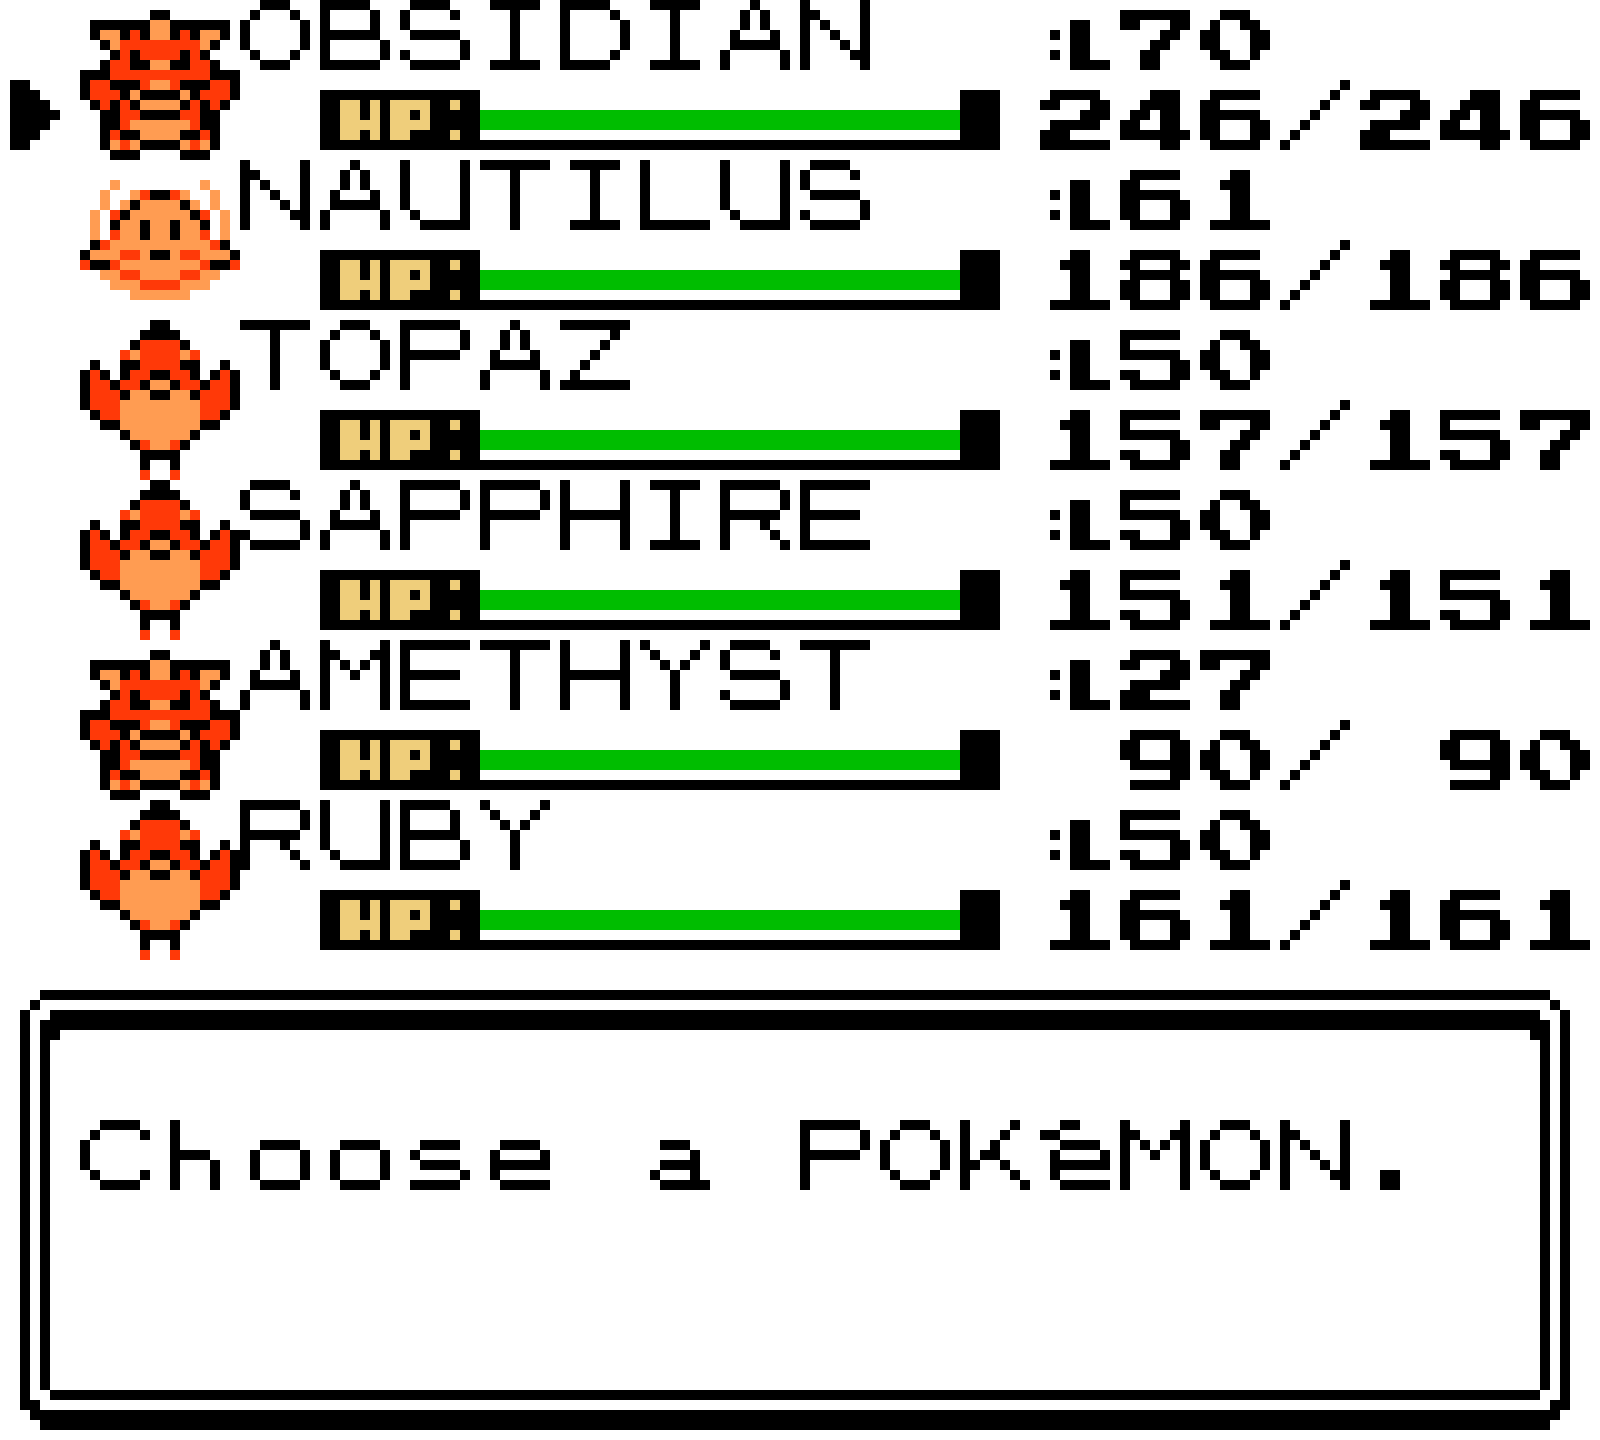 OBSIDIAN :L70
HP: 246/246
NAUTILUS :L61
HP: 186/186
TOPAZ :L50
HP: 157/157
SAPPHIRE :L50
HP: 151/151
AMETHYST :L27
HP: 90/ 90
RUBY :L50
HP: 161/161
Choose a POKéMON.